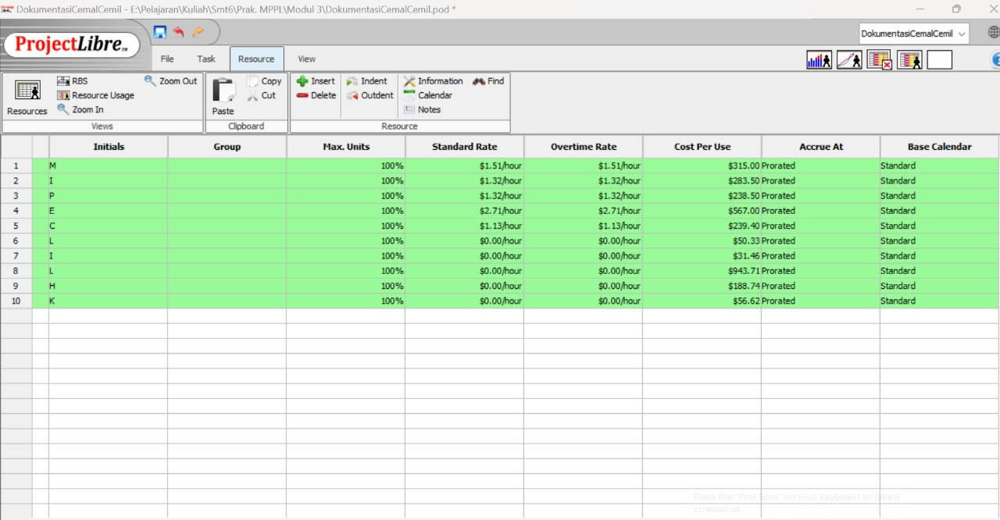 DokumentasiCemalCemil - E:\Pelajaran\Kuliah\Smt6\Prak. MPPL\Modul 3\DokumentasiCemalCemil.pod *
ProjectLibre™
DokumentasiCemalCemil
File Task Resource View
Resources
RBS
Resource Usage
Zoom In
Zoom Out
Views
Paste
Copy
Cut
Clipboard
Insert
Delete
Indent
Outdent
Information
Calendar
Notes
Find
Resource
Initials Group Max. Units Standard Rate Overtime Rate Cost Per Use Accrue At Base Calendar
1 M 100% $1.51/hour $1.51/hour $315.00 Prorated Standard
2 I 100% $1.32/hour $1.32/hour $283.50 Prorated Standard
3 P 100% $1.32/hour $1.32/hour $238.50 Prorated Standard
4 E 100% $2.71/hour $2.71/hour $567.00 Prorated Standard
5 C 100% $1.13/hour $1.13/hour $239.40 Prorated Standard
6 L 100% $0.00/hour $0.00/hour $50.33 Prorated Standard
7 I 100% $0.00/hour $0.00/hour $31.46 Prorated Standard
8 L 100% $0.00/hour $0.00/hour $943.71 Prorated Standard
9 H 100% $0.00/hour $0.00/hour $188.74 Prorated Standard
10 K 100% $0.00/hour $0.00/hour $56.62 Prorated Standard
Press the "Prnt Scrn" on your keyboard to take a
screenshot